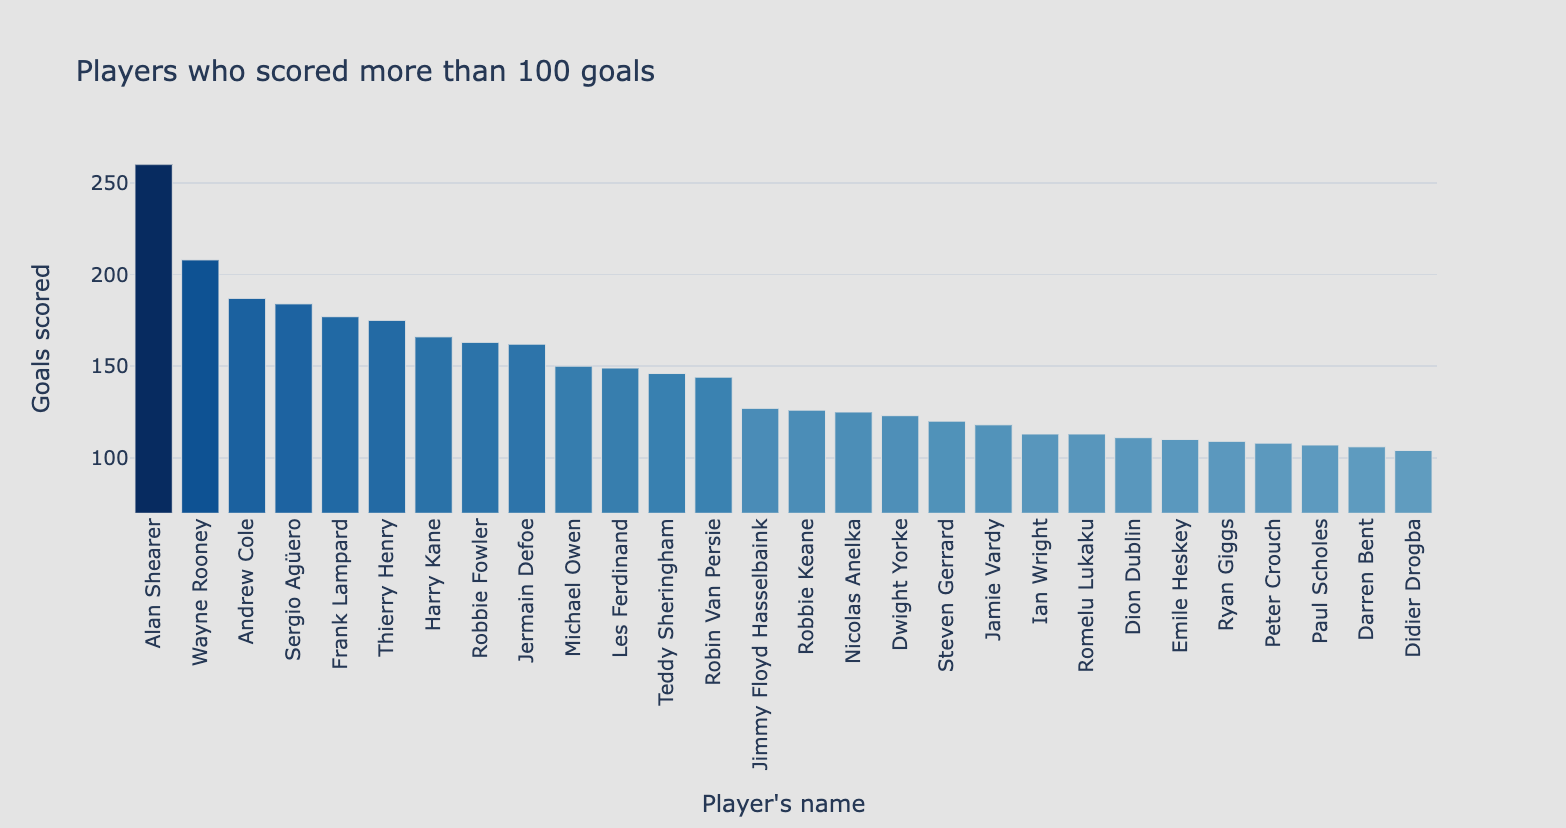 Players who scored more than 100 goals
Goals scored
250
200
150
100
Alan Shearer
Wayne Rooney
Andrew Cole
Sergio Agüero
Frank Lampard
Thierry Henry
Harry Kane
Robbie Fowler
Jermain Defoe
Michael Owen
Les Ferdinand
Teddy Sheringham
Robin Van Persie
Jimmy Floyd Hasselbaink
Robbie Keane
Nicolas Anelka
Dwight Yorke
Steven Gerrard
Jamie Vardy
Ian Wright
Romelu Lukaku
Dion Dublin
Emile Heskey
Ryan Giggs
Peter Crouch
Paul Scholes
Darren Bent
Didier Drogba
Player's name